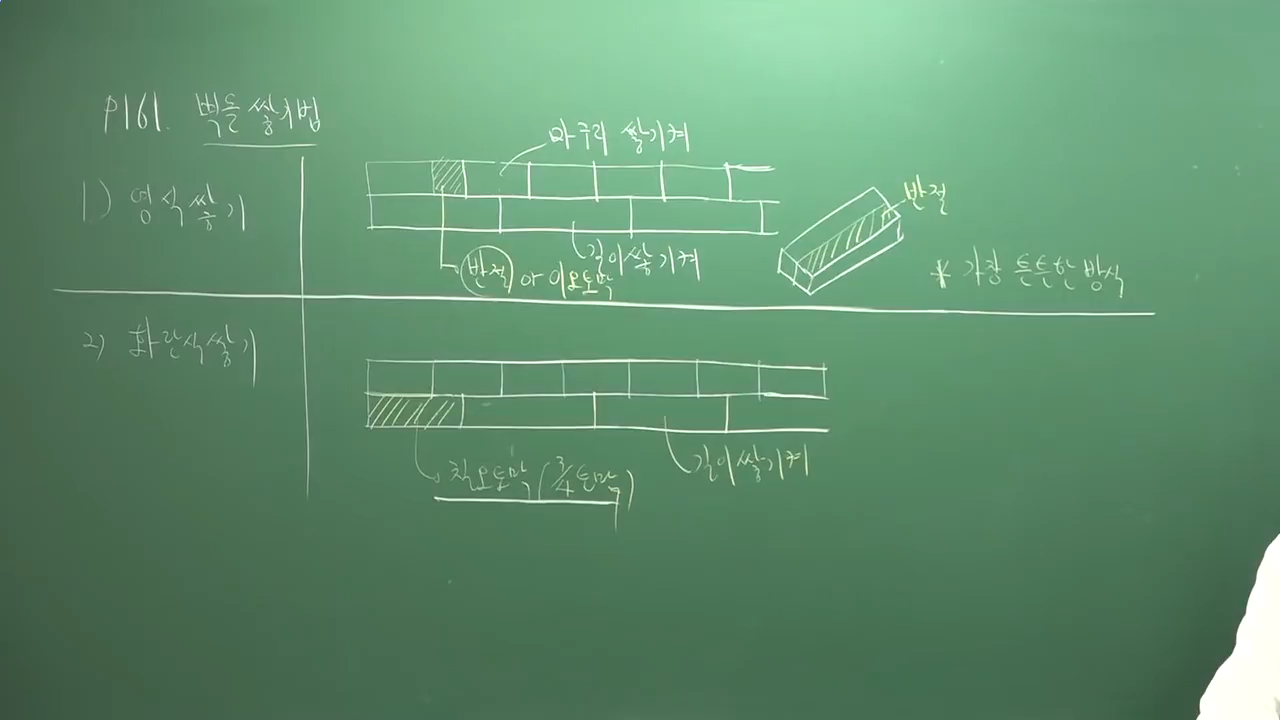 P161. 벽돌쌓기법
1) 영식쌓기
마구리 쌓기켜
길이쌓기켜
반절 or 이오토막
반절
* 가장 튼튼한 방식
2) 화란식쌓기
칠오토막 (3/4 토막)
길이쌓기켜